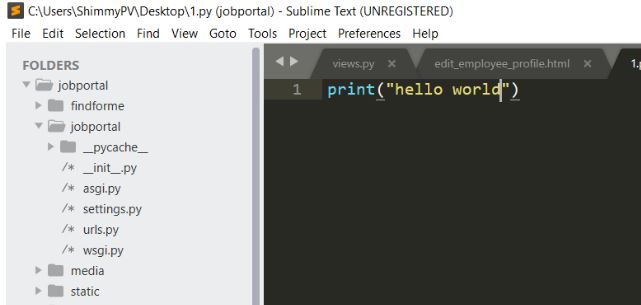 C:\Users\ShimmyPV\Desktop\1.py (jobportal) - Sublime Text (UNREGISTERED)
File Edit Selection Find View Goto Tools Project Preferences Help
FOLDERS
jobportal
findforme
jobportal
__pycache__
/* __init__.py
/* asgi.py
/* settings.py
/* urls.py
/* wsgi.py
media
static
views.py × edit_employee_profile.html × 1.p
1 print("hello world")